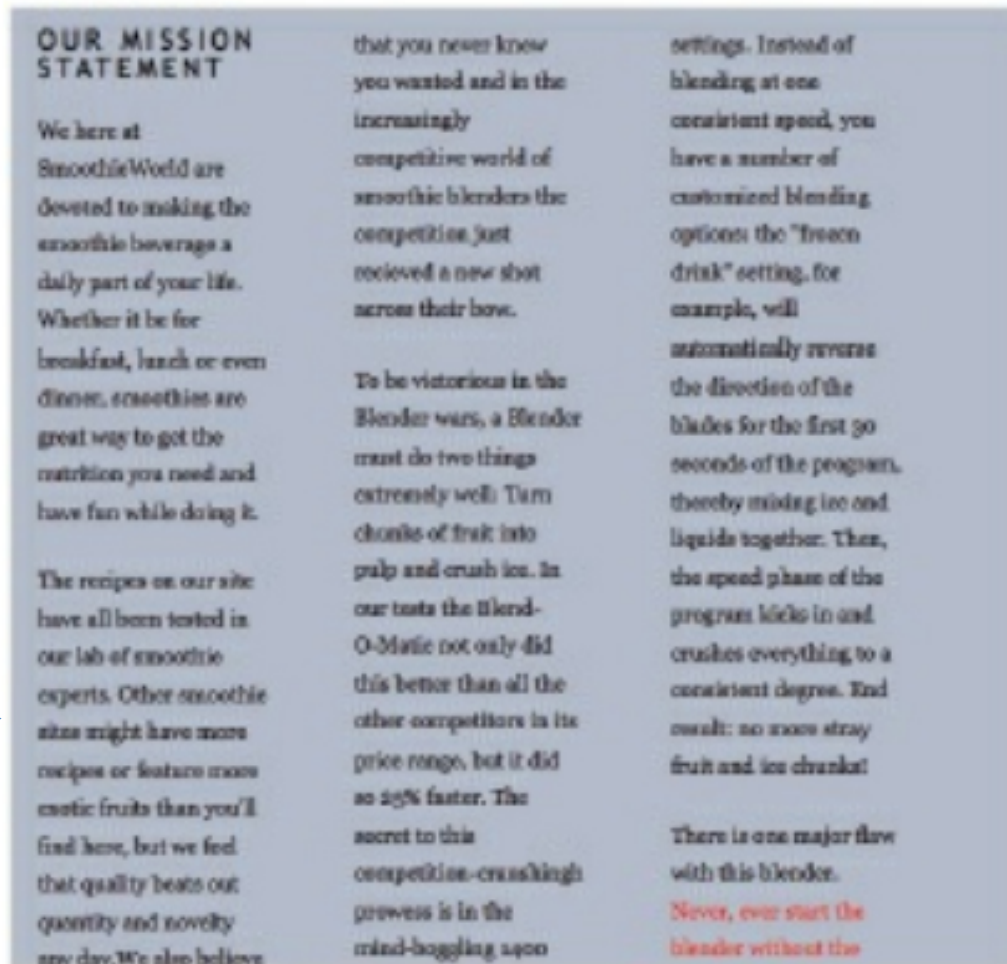 OUR MISSION
STATEMENT
We here at
SmoothieWorld are
devoted to making the
smoothie beverage a
daily part of your life.
Whether it be for
breakfast, lunch or even
dinner, smoothies are
great way to get the
nutrition you need and
have fun while doing it.
The recipes on our site
have all been tested in
our lab of smoothie
experts. Other smoothie
sites might have more
recipes or feature more
exotic fruits than you'll
find here, but we feel
that quality beats out
quantity and novelty
any day.We also believe
that you never knew
you wanted and in the
increasingly
competitive world of
smoothie blenders the
competition just
recieved a new shot
across their bow.
To be victorious in the
Blender wars, a Blender
must do two things
extremely well: Turn
chunks of fruit into
pulp and crush ice. In
our tests the Blend-
O-Matic not only did
this better than all the
other competitors in its
price range, but it did
so 25% faster. The
secret to this
competition-crunshingh
prowess is in the
mind-boggling 1400
settings. Instead of
blending at one
consistent speed, you
have a number of
customized blending
options: the "frozen
drink" setting, for
example, will
automatically reverse
the direction of the
blades for the first 30
seconds of the program,
thereby mixing ice and
liquids together. Then,
the speed phase of the
program kicks in and
crushes everything to a
consistent degree. End
result: no more stray
fruit and ice chunks!
There is one major flaw
with this blender.
Never, ever start the
blender without the